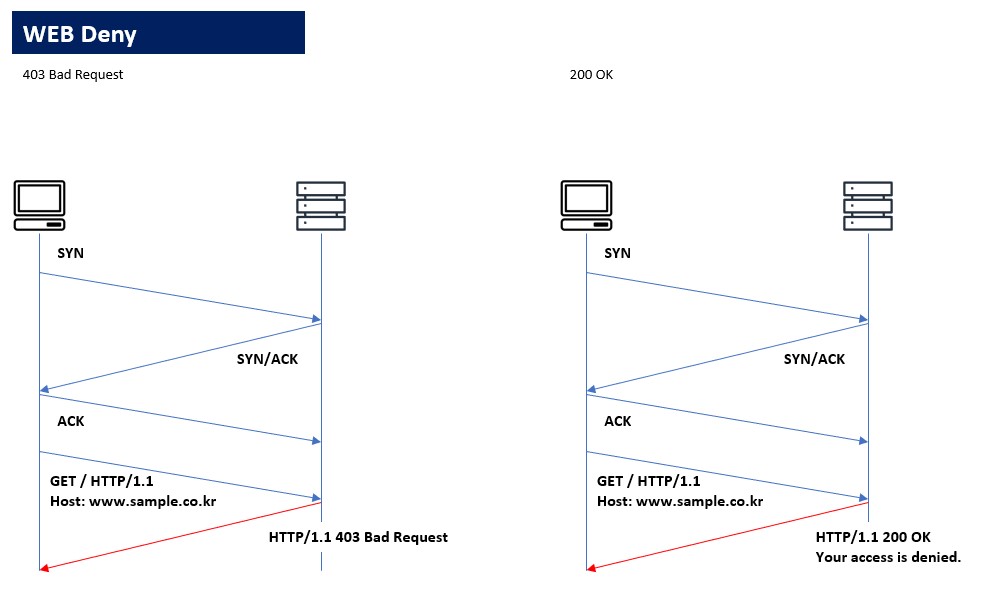 WEB Deny
403 Bad Request
200 OK
SYN
SYN/ACK
ACK
GET / HTTP/1.1
Host: www.sample.co.kr
HTTP/1.1 403 Bad Request
SYN
SYN/ACK
ACK
GET / HTTP/1.1
Host: www.sample.co.kr
HTTP/1.1 200 OK
Your access is denied.